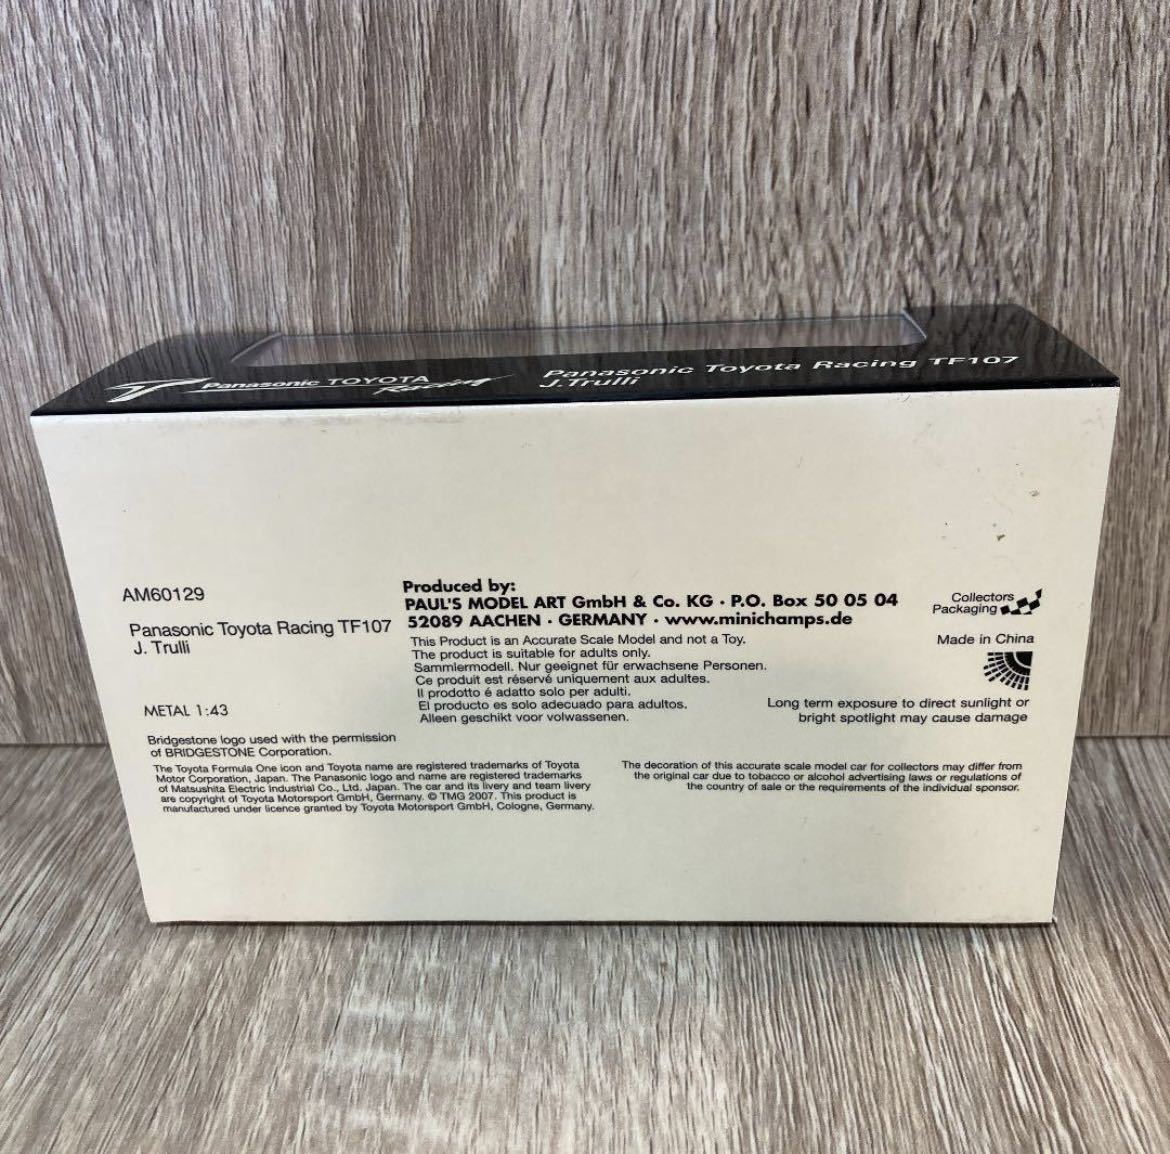 Panasonic TOYOTA
Racing
Panasonic Toyota Racing TF107
J.Trulli
AM60129
Panasonic Toyota Racing TF107
J. Trulli
METAL 1:43
Bridgestone logo used with the permission
of BRIDGESTONE Corporation.
The Toyota Formula One icon and Toyota name are registered trademarks of Toyota
Motor Corporation, Japan. The Panasonic logo and name are registered trademarks
of Matsushita Electric Industrial Co., Ltd. Japan. The car and its livery and team livery
are copyright of Toyota Motorsport GmbH, Germany. © TMG 2007. This product is
manufactured under licence granted by Toyota Motorsport GmbH, Cologne, Germany.
Produced by:
PAUL'S MODEL ART GmbH & Co. KG · P.O. Box 50 05 04
52089 AACHEN · GERMANY · www.minichamps.de
This Product is an Accurate Scale Model and not a Toy.
The product is suitable for adults only.
Sammlermodell. Nur geeignet für erwachsene Personen.
Ce produit est réservé uniquement aux adultes.
Il prodotto é adatto solo per adulti.
El producto es solo adecuado para adultos.
Alleen geschikt voor volwassenen.
Collectors
Packaging
Made in China
Long term exposure to direct sunlight or
bright spotlight may cause damage
The decoration of this accurate scale model car for collectors may differ from
the original car due to tobacco or alcohol advertising laws or regulations of
the country of sale or the requirements of the individual sponsor.